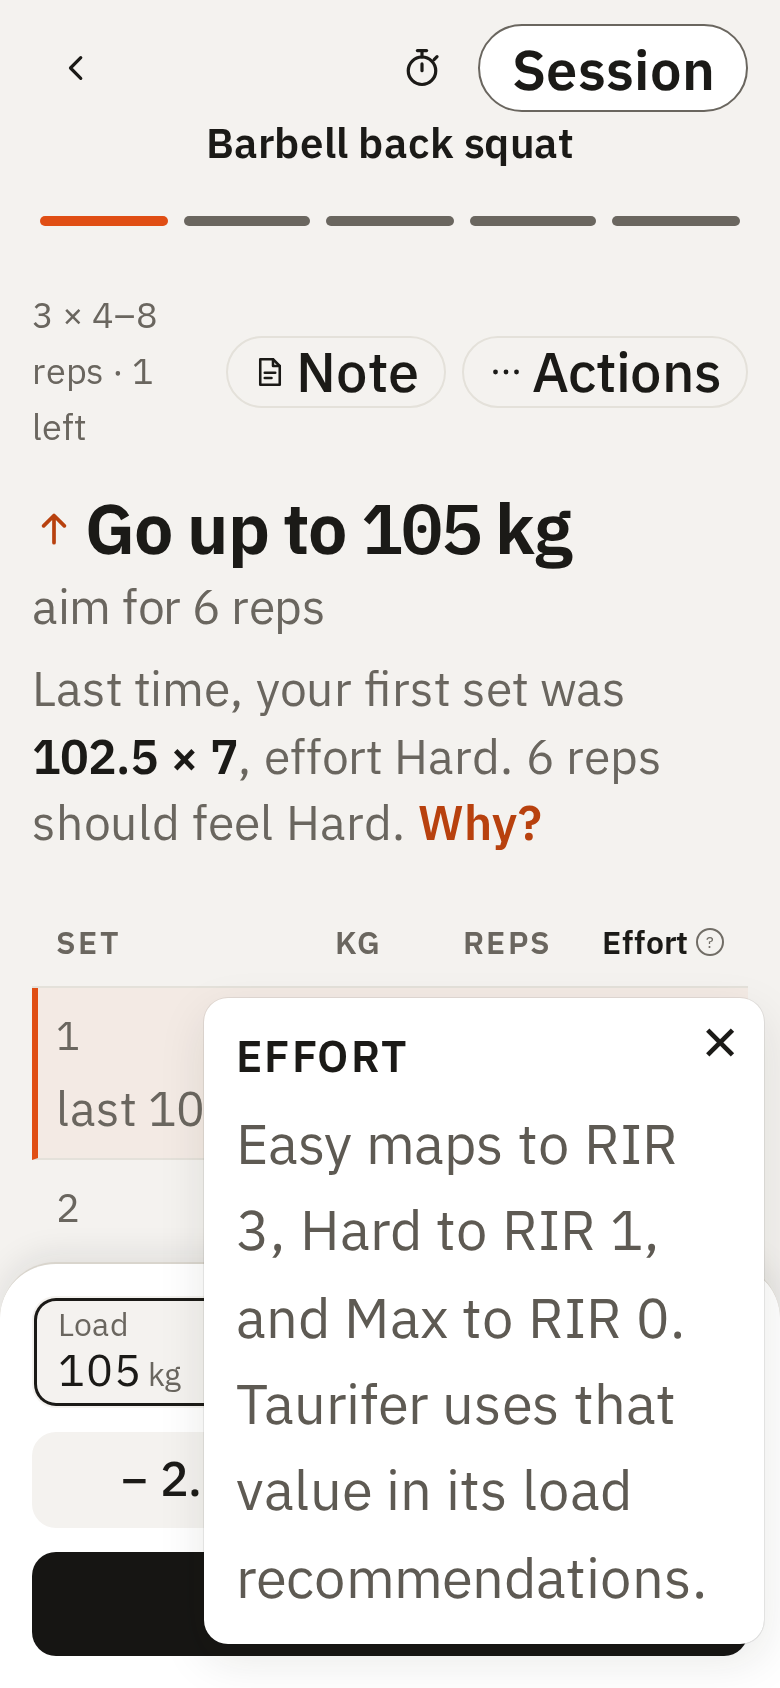 Session
Barbell back squat
3 × 4–8
reps · 1
left
Note
Actions
Go up to 105 kg
aim for 6 reps
Last time, your first set was
102.5 × 7, effort Hard. 6 reps
should feel Hard. Why?
SET KG REPS Effort ?
1
last 10
2
EFFORT
Easy maps to RIR
3, Hard to RIR 1,
and Max to RIR 0.
Taurifer uses that
value in its load
recommendations.
Load
105 kg
– 2.